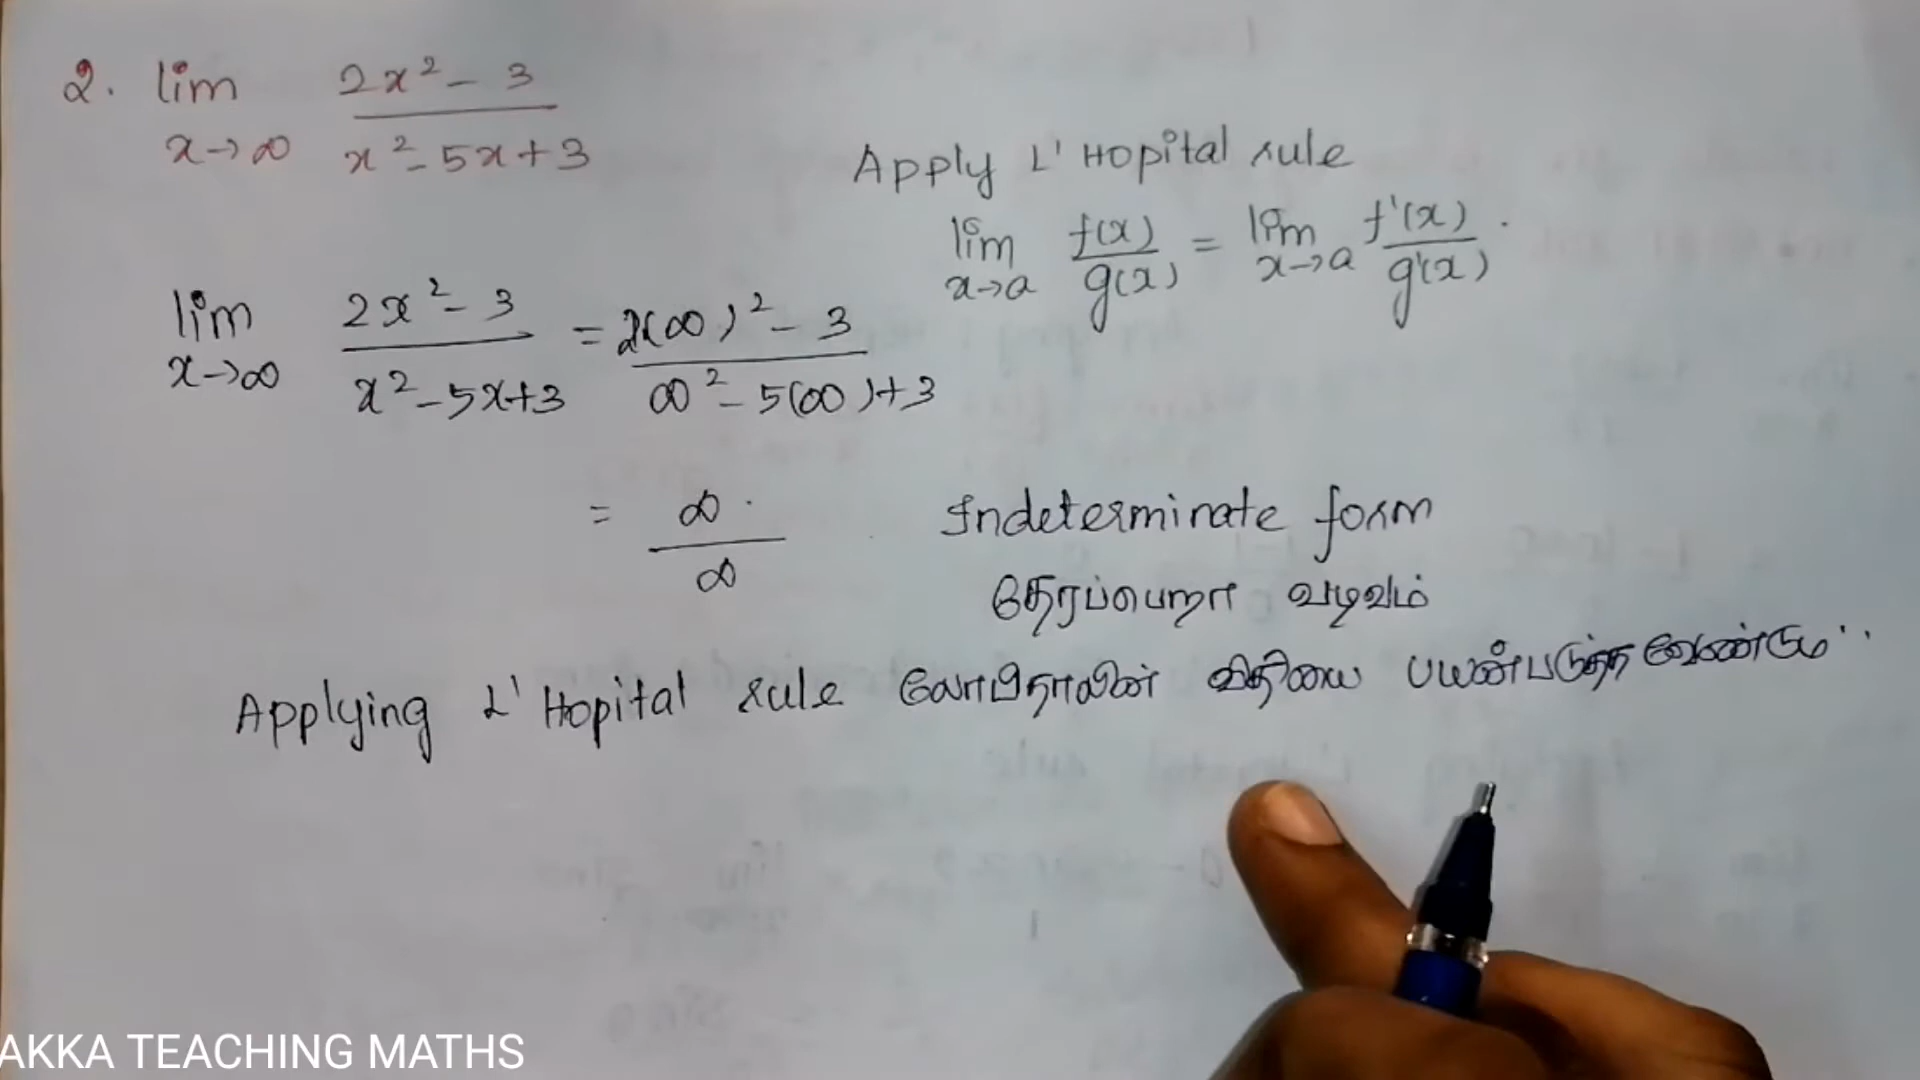 2. lim x→∞ (2x² - 3)/(x² - 5x + 3)
Apply L' Hopital rule
lim x→a f(x)/g(x) = lim x→a f'(x)/g'(x).
lim x→∞ (2x² - 3)/(x² - 5x + 3) = (2(∞)² - 3)/(∞² - 5(∞) + 3)
= ∞/∞ Indeterminate form
தேரப்பெறா வடிவம்
Applying L' Hopital rule லோபிதாலின் விதியை பயன்படுத்த வேண்டும்
AKKA TEACHING MATHS